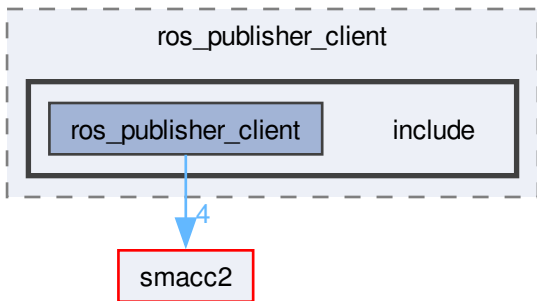 ros_publisher_client
ros_publisher_client include
4
smacc2